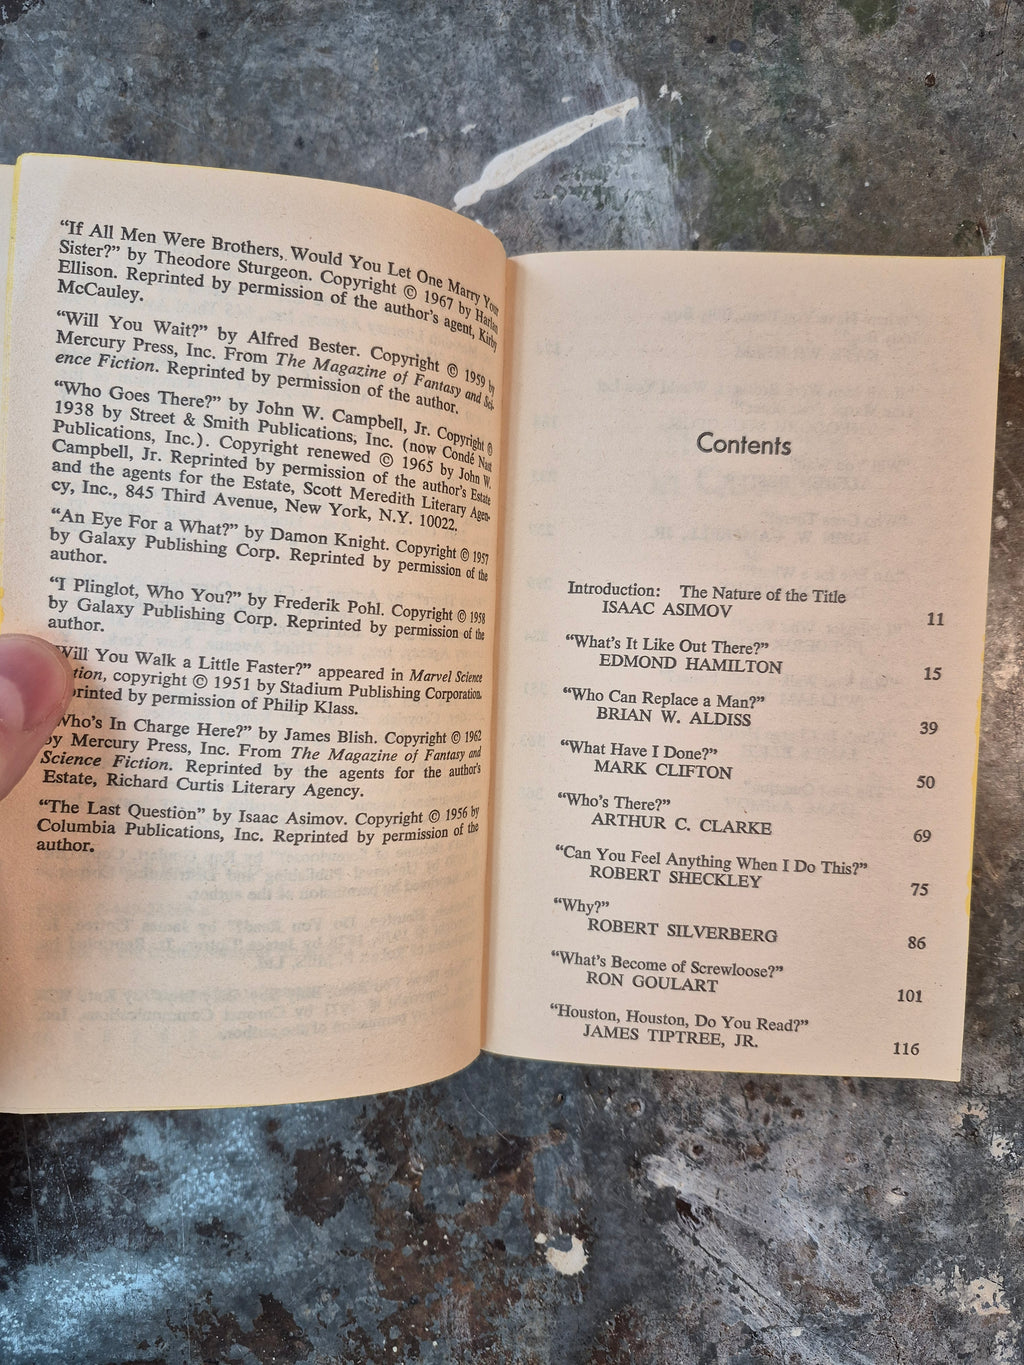 “If All Men Were Brothers, Would You Let One Marry Your
Sister?” by Theodore Sturgeon. Copyright © 1967 by Harlan
Ellison. Reprinted by permission of the author's agent, Kirby
McCauley.
“Will You Wait?” by Alfred Bester. Copyright © 1959 by
Mercury Press, Inc. From The Magazine of Fantasy and Sci-
ence Fiction. Reprinted by permission of the author.
“Who Goes There?” by John W. Campbell, Jr. Copyright ©
1938 by Street & Smith Publications, Inc. (now Condé Nast
Publications, Inc.). Copyright renewed © 1965 by John W.
Campbell, Jr. Reprinted by permission of the author's Estate
and the agents for the Estate, Scott Meredith Literary Agen-
cy, Inc., 845 Third Avenue, New York, N.Y. 10022.
“An Eye For a What?” by Damon Knight. Copyright © 1957
by Galaxy Publishing Corp. Reprinted by permission of the
author.
“I Plinglot, Who You?” by Frederik Pohl. Copyright © 1958
by Galaxy Publishing Corp. Reprinted by permission of the
author.
Will You Walk a Little Faster?” appeared in Marvel Science
tion, copyright © 1951 by Stadium Publishing Corporation.
printed by permission of Philip Klass.
Who's In Charge Here?” by James Blish. Copyright © 1962
by Mercury Press, Inc. From The Magazine of Fantasy and
Science Fiction. Reprinted by the agents for the author's
Estate, Richard Curtis Literary Agency.
“The Last Question” by Isaac Asimov. Copyright © 1956 by
Columbia Publications, Inc. Reprinted by permission of the
author.
Contents
Introduction: The Nature of the Title
ISAAC ASIMOV 11
“What's It Like Out There?”
EDMOND HAMILTON 15
“Who Can Replace a Man?”
BRIAN W. ALDISS 39
“What Have I Done?”
MARK CLIFTON 50
“Who's There?”
ARTHUR C. CLARKE 69
“Can You Feel Anything When I Do This?”
ROBERT SHECKLEY 75
“Why?”
ROBERT SILVERBERG 86
“What's Become of Screwloose?”
RON GOULART 101
“Houston, Houston, Do You Read?”
JAMES TIPTREE, JR. 116